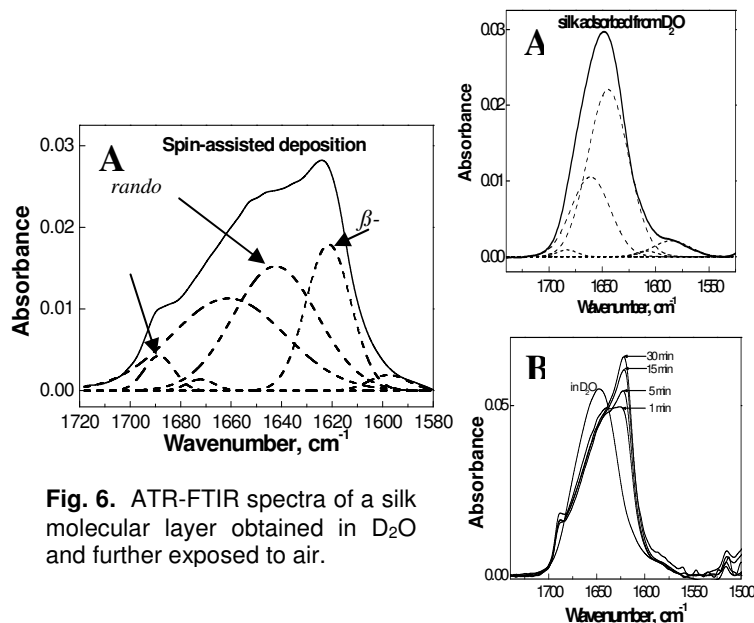 A
Spin-assisted deposition
rando
β-
Absorbance
0.03
0.02
0.01
0.00
1720 1700 1680 1660 1640 1620 1600 1580
Wavenumber, cm-1
Fig. 6. ATR-FTIR spectra of a silk
molecular layer obtained in D2O
and further exposed to air.
A
silk adsorbed from D2O
Absorbance
0.03
0.02
0.01
0.00
1700 1650 1600 1550
Wavenumber, cm-1
B
in D2O
30 min
15 min
5 min
1 min
Absorbance
0.05
0.00
1700 1650 1600 1550 1500
Wavenumber, cm-1